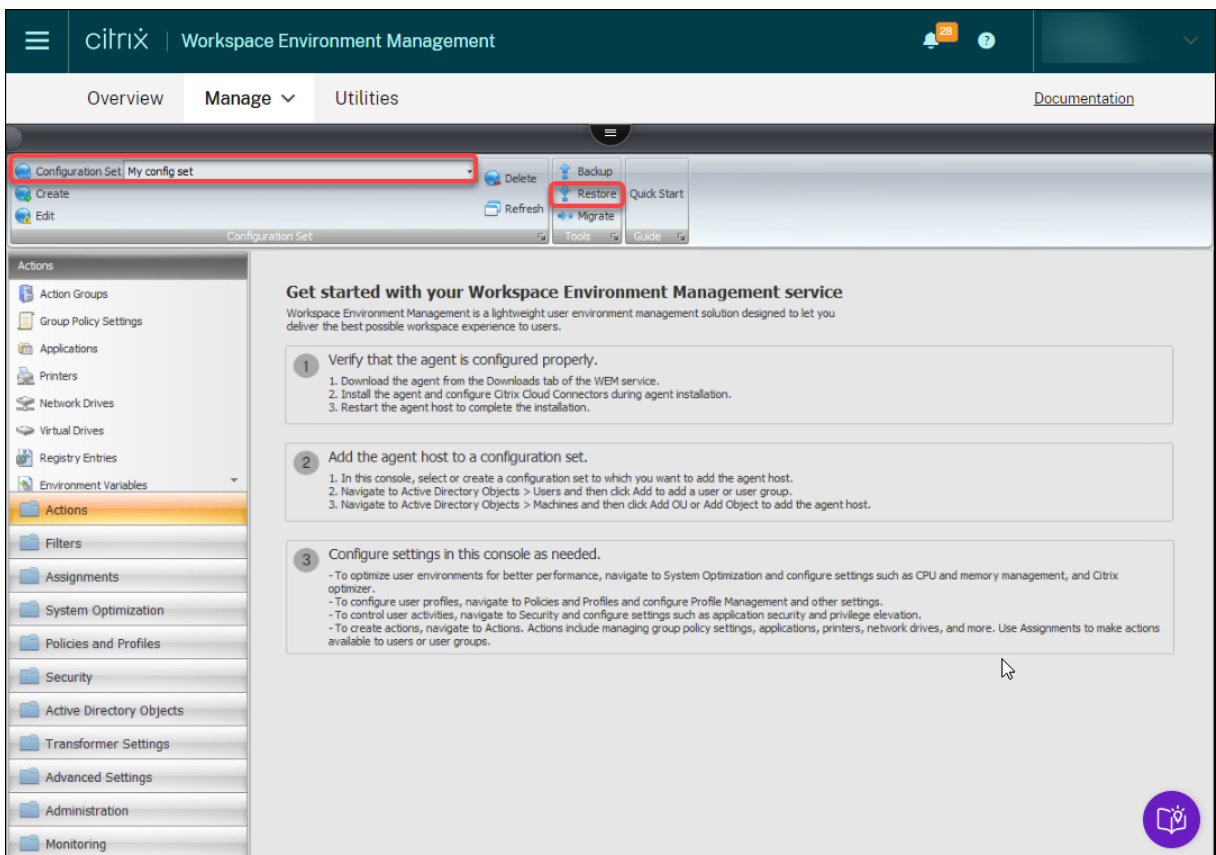 citrix | Workspace Environment Management
28
?
Overview
Manage
Utilities
Documentation
Configuration Set My config set
Create
Edit
Delete
Refresh
Configuration Set
Backup
Restore
Migrate
Tools
Quick Start
Guide
Actions
Action Groups
Group Policy Settings
Applications
Printers
Network Drives
Virtual Drives
Registry Entries
Environment Variables
Actions
Filters
Assignments
System Optimization
Policies and Profiles
Security
Active Directory Objects
Transformer Settings
Advanced Settings
Administration
Monitoring
Get started with your Workspace Environment Management service
Workspace Environment Management is a lightweight user environment management solution designed to let you
deliver the best possible workspace experience to users.
1 Verify that the agent is configured properly.
1. Download the agent from the Downloads tab of the WEM service.
2. Install the agent and configure Citrix Cloud Connectors during agent installation.
3. Restart the agent host to complete the installation.
2 Add the agent host to a configuration set.
1. In this console, select or create a configuration set to which you want to add the agent host.
2. Navigate to Active Directory Objects > Users and then click Add to add a user or user group.
3. Navigate to Active Directory Objects > Machines and then click Add OU or Add Object to add the agent host.
3 Configure settings in this console as needed.
- To optimize user environments for better performance, navigate to System Optimization and configure settings such as CPU and memory management, and Citrix
optimizer.
- To configure user profiles, navigate to Policies and Profiles and configure Profile Management and other settings.
- To control user activities, navigate to Security and configure settings such as application security and privilege elevation.
- To create actions, navigate to Actions. Actions include managing group policy settings, applications, printers, network drives, and more. Use Assignments to make actions
available to users or user groups.